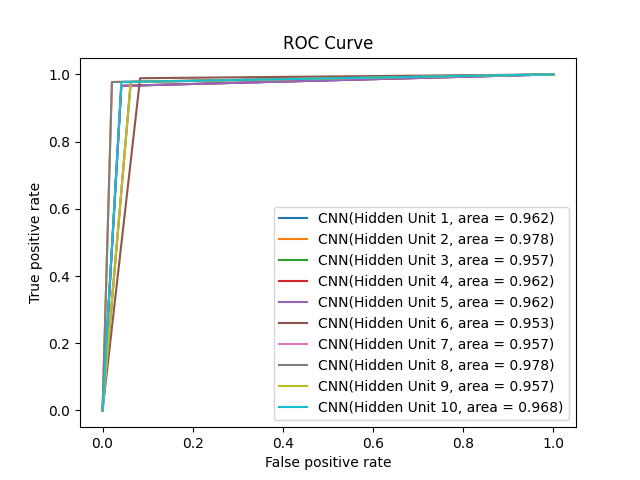 ROC Curve
True positive rate
1.0
0.8
0.6
0.4
0.2
0.0
CNN(Hidden Unit 1, area = 0.962)
CNN(Hidden Unit 2, area = 0.978)
CNN(Hidden Unit 3, area = 0.957)
CNN(Hidden Unit 4, area = 0.962)
CNN(Hidden Unit 5, area = 0.962)
CNN(Hidden Unit 6, area = 0.953)
CNN(Hidden Unit 7, area = 0.957)
CNN(Hidden Unit 8, area = 0.978)
CNN(Hidden Unit 9, area = 0.957)
CNN(Hidden Unit 10, area = 0.968)
0.0 0.2 0.4 0.6 0.8 1.0
False positive rate